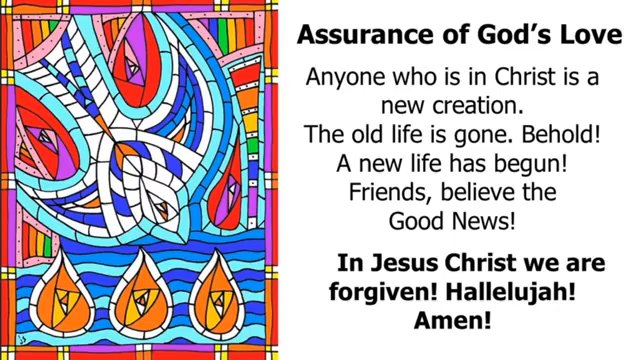 Assurance of God's Love
Anyone who is in Christ is a
new creation.
The old life is gone. Behold!
A new life has begun!
Friends, believe the
Good News!
In Jesus Christ we are
forgiven! Hallelujah!
Amen!